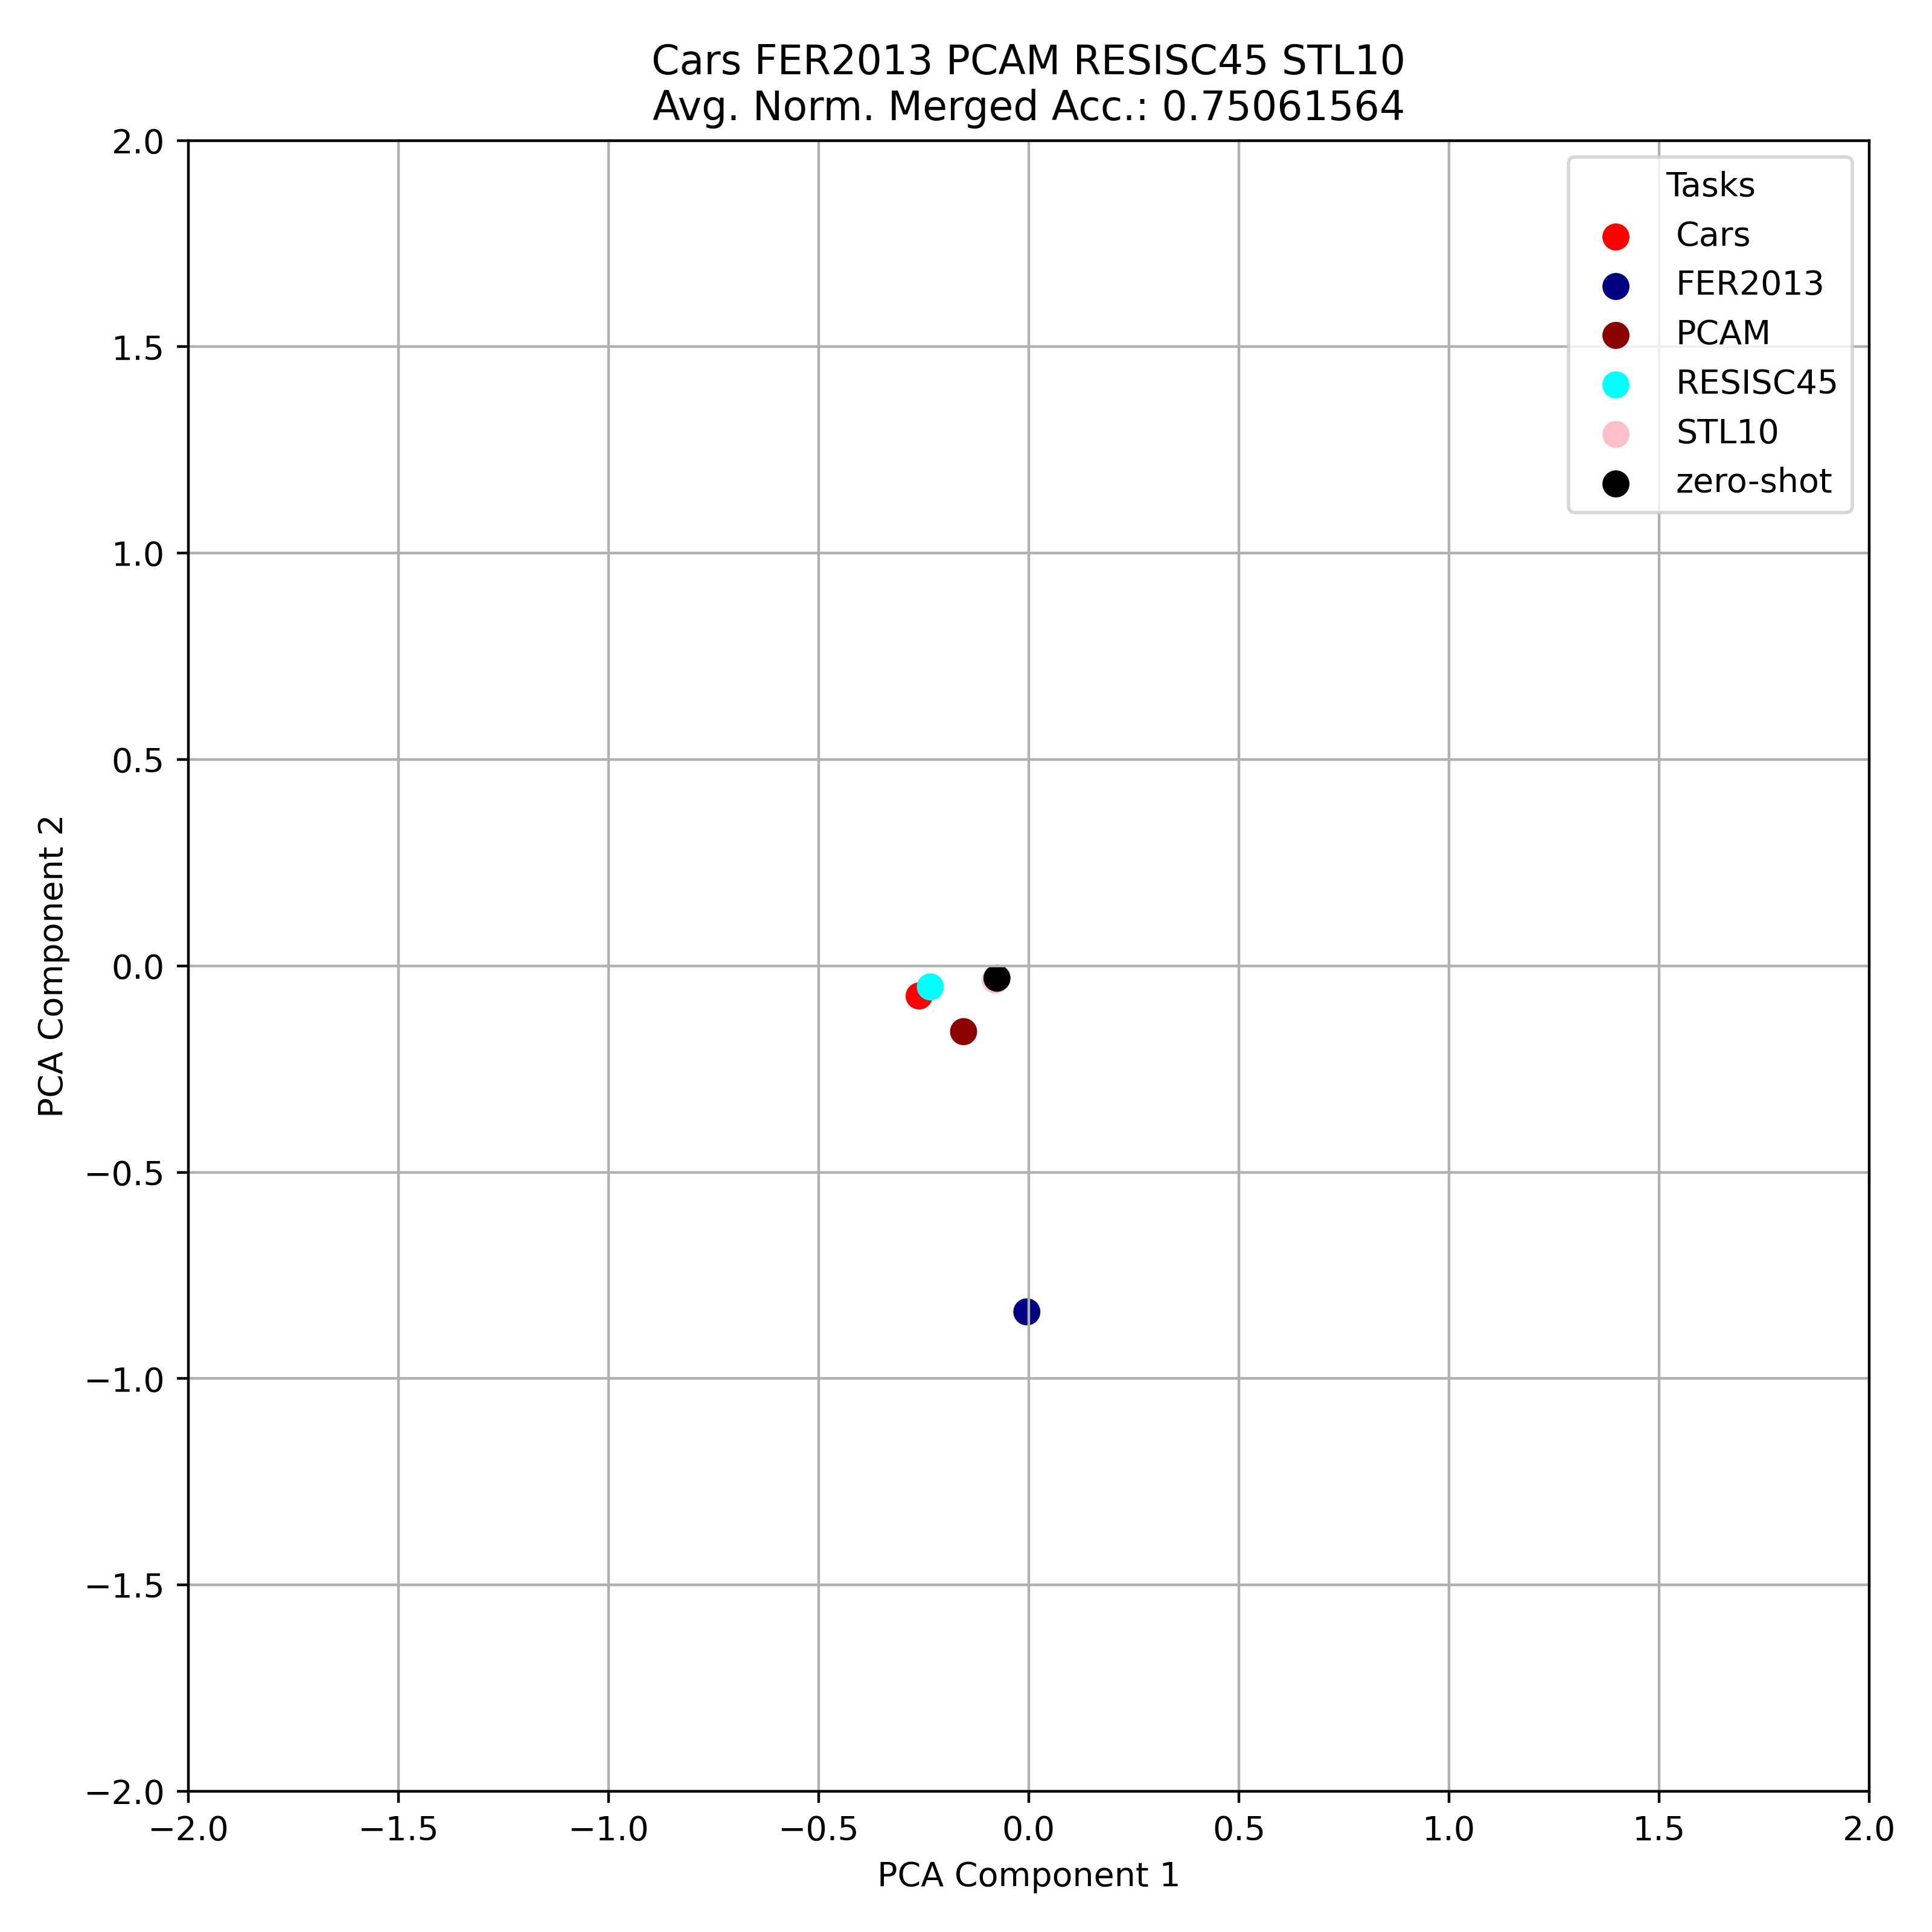 Cars FER2013 PCAM RESISC45 STL10
Avg. Norm. Merged Acc.: 0.75061564
Tasks
Cars
FER2013
PCAM
RESISC45
STL10
zero-shot
2.0
1.5
1.0
0.5
0.0
−0.5
−1.0
−1.5
−2.0
PCA Component 2
−2.0 −1.5 −1.0 −0.5 0.0 0.5 1.0 1.5 2.0
PCA Component 1